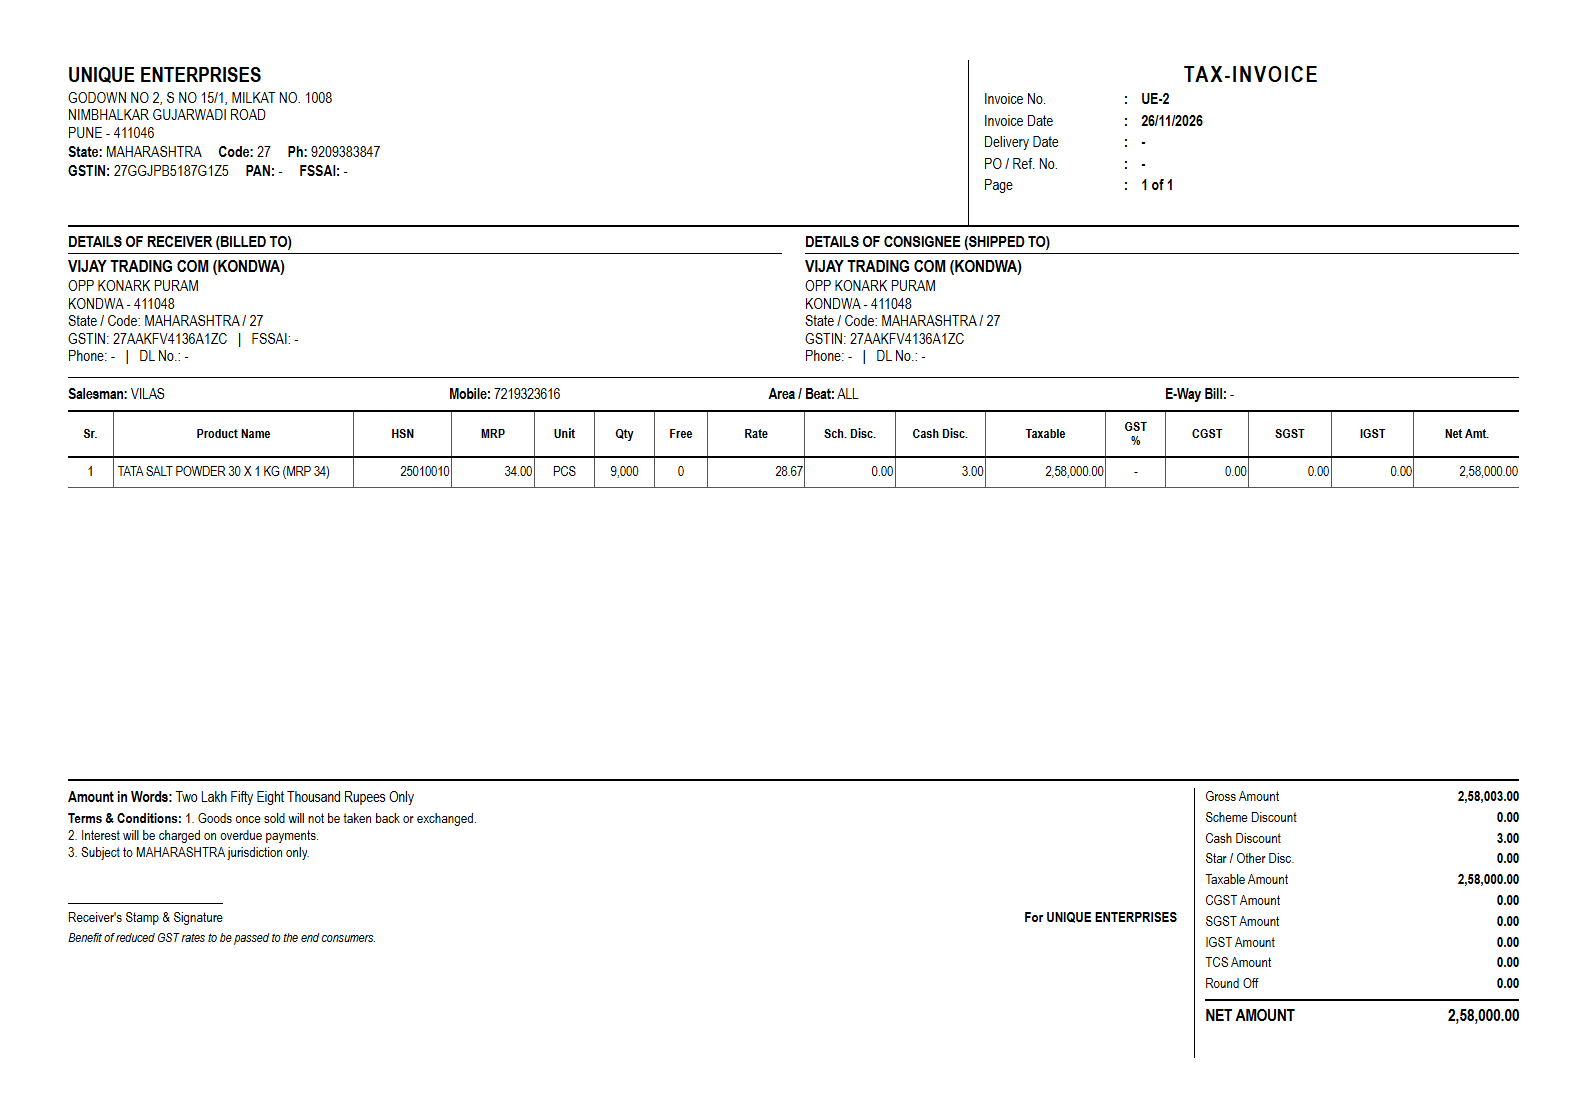 UNIQUE ENTERPRISES
GODOWN NO 2, S NO 15/1, MILKAT NO. 1008
NIMBHALKAR GUJARWADI ROAD
PUNE - 411046
State: MAHARASHTRA Code: 27 Ph: 9209383847
GSTIN: 27GGJPB5187G1Z5 PAN: - FSSAI: -
TAX-INVOICE
Invoice No. : UE-2
Invoice Date : 26/11/2026
Delivery Date : -
PO / Ref. No. : -
Page : 1 of 1
DETAILS OF RECEIVER (BILLED TO)
VIJAY TRADING COM (KONDWA)
OPP KONARK PURAM
KONDWA - 411048
State / Code: MAHARASHTRA / 27
GSTIN: 27AAKFV4136A1ZC | FSSAI: -
Phone: - | DL No.: -
DETAILS OF CONSIGNEE (SHIPPED TO)
VIJAY TRADING COM (KONDWA)
OPP KONARK PURAM
KONDWA - 411048
State / Code: MAHARASHTRA / 27
GSTIN: 27AAKFV4136A1ZC
Phone: - | DL No.: -
Salesman: VILAS Mobile: 7219323616 Area / Beat: ALL E-Way Bill: -
Sr. Product Name HSN MRP Unit Qty Free Rate Sch. Disc. Cash Disc. Taxable GST % CGST SGST IGST Net Amt.
1 TATA SALT POWDER 30 X 1 KG (MRP 34) 25010010 34.00 PCS 9,000 0 28.67 0.00 3.00 2,58,000.00 - 0.00 0.00 0.00 2,58,000.00
Amount in Words: Two Lakh Fifty Eight Thousand Rupees Only
Terms & Conditions: 1. Goods once sold will not be taken back or exchanged.
2. Interest will be charged on overdue payments.
3. Subject to MAHARASHTRA jurisdiction only.
Receiver's Stamp & Signature
Benefit of reduced GST rates to be passed to the end consumers.
For UNIQUE ENTERPRISES
Gross Amount 2,58,003.00
Scheme Discount 0.00
Cash Discount 3.00
Star / Other Disc. 0.00
Taxable Amount 2,58,000.00
CGST Amount 0.00
SGST Amount 0.00
IGST Amount 0.00
TCS Amount 0.00
Round Off 0.00
NET AMOUNT 2,58,000.00